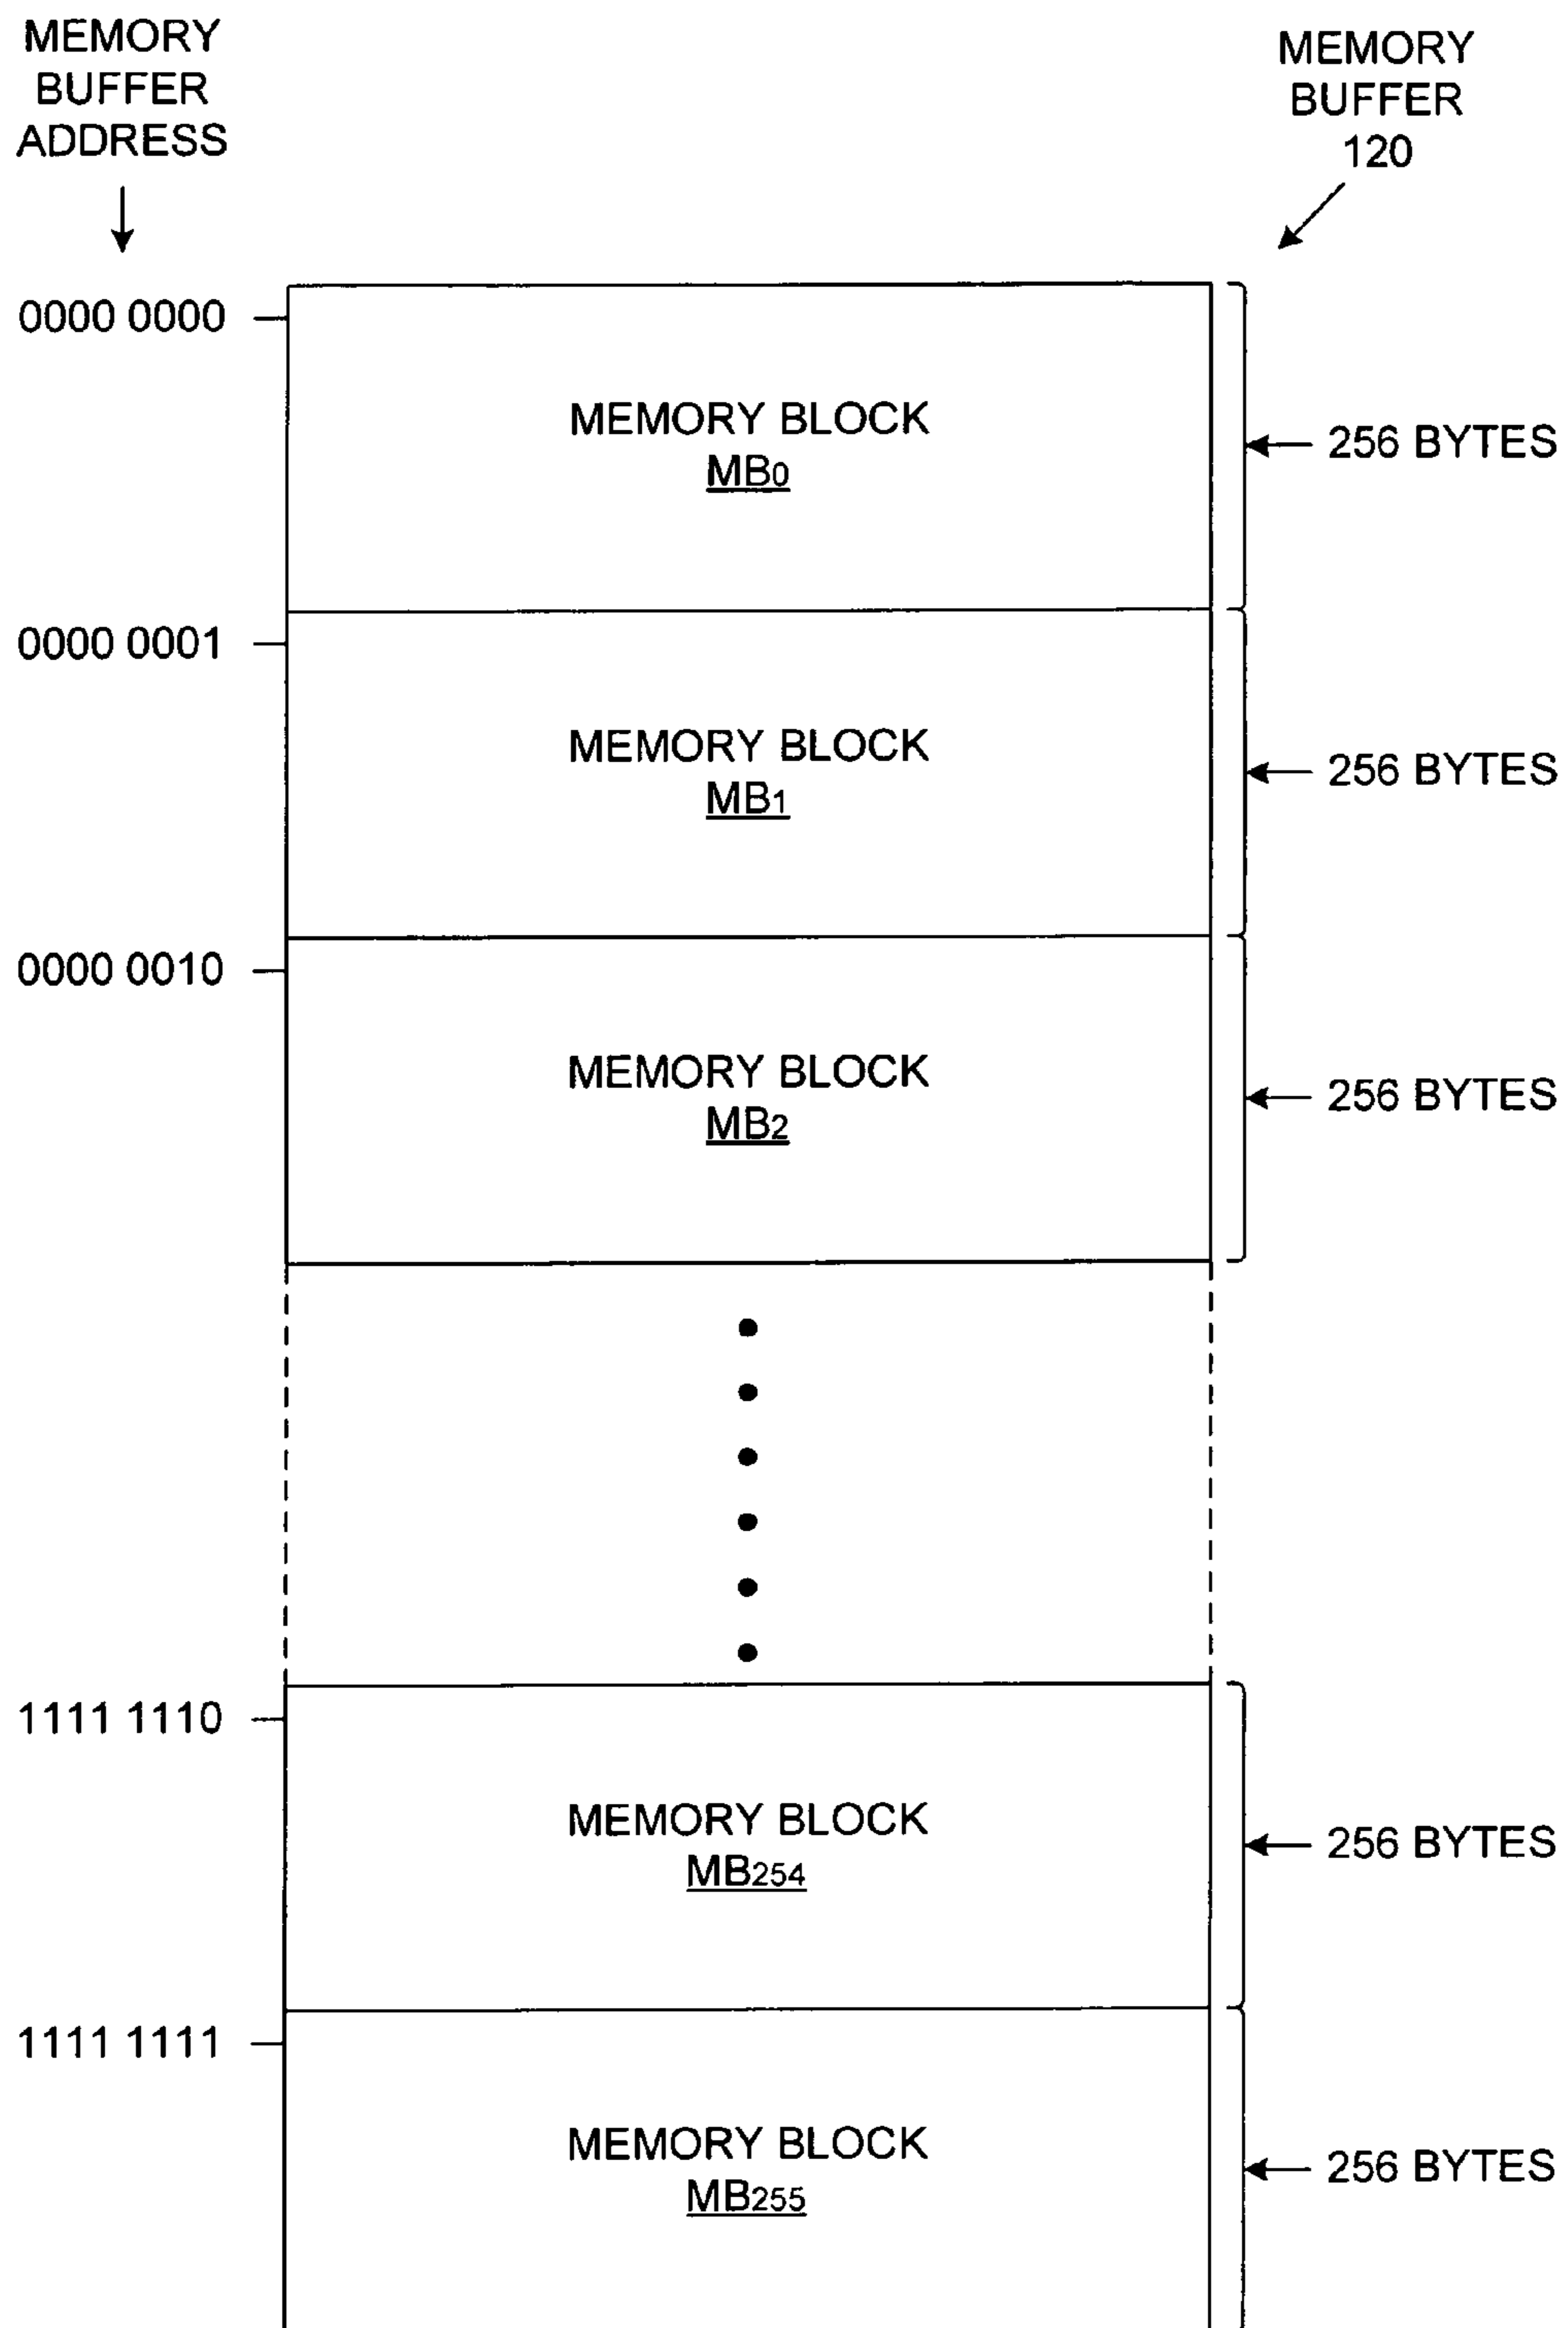 MEMORY
BUFFER
ADDRESS
MEMORY
BUFFER
120
0000 0000
MEMORY BLOCK
MB0
256 BYTES
0000 0001
MEMORY BLOCK
MB1
256 BYTES
0000 0010
MEMORY BLOCK
MB2
256 BYTES
1111 1110
MEMORY BLOCK
MB254
256 BYTES
1111 1111
MEMORY BLOCK
MB255
256 BYTES